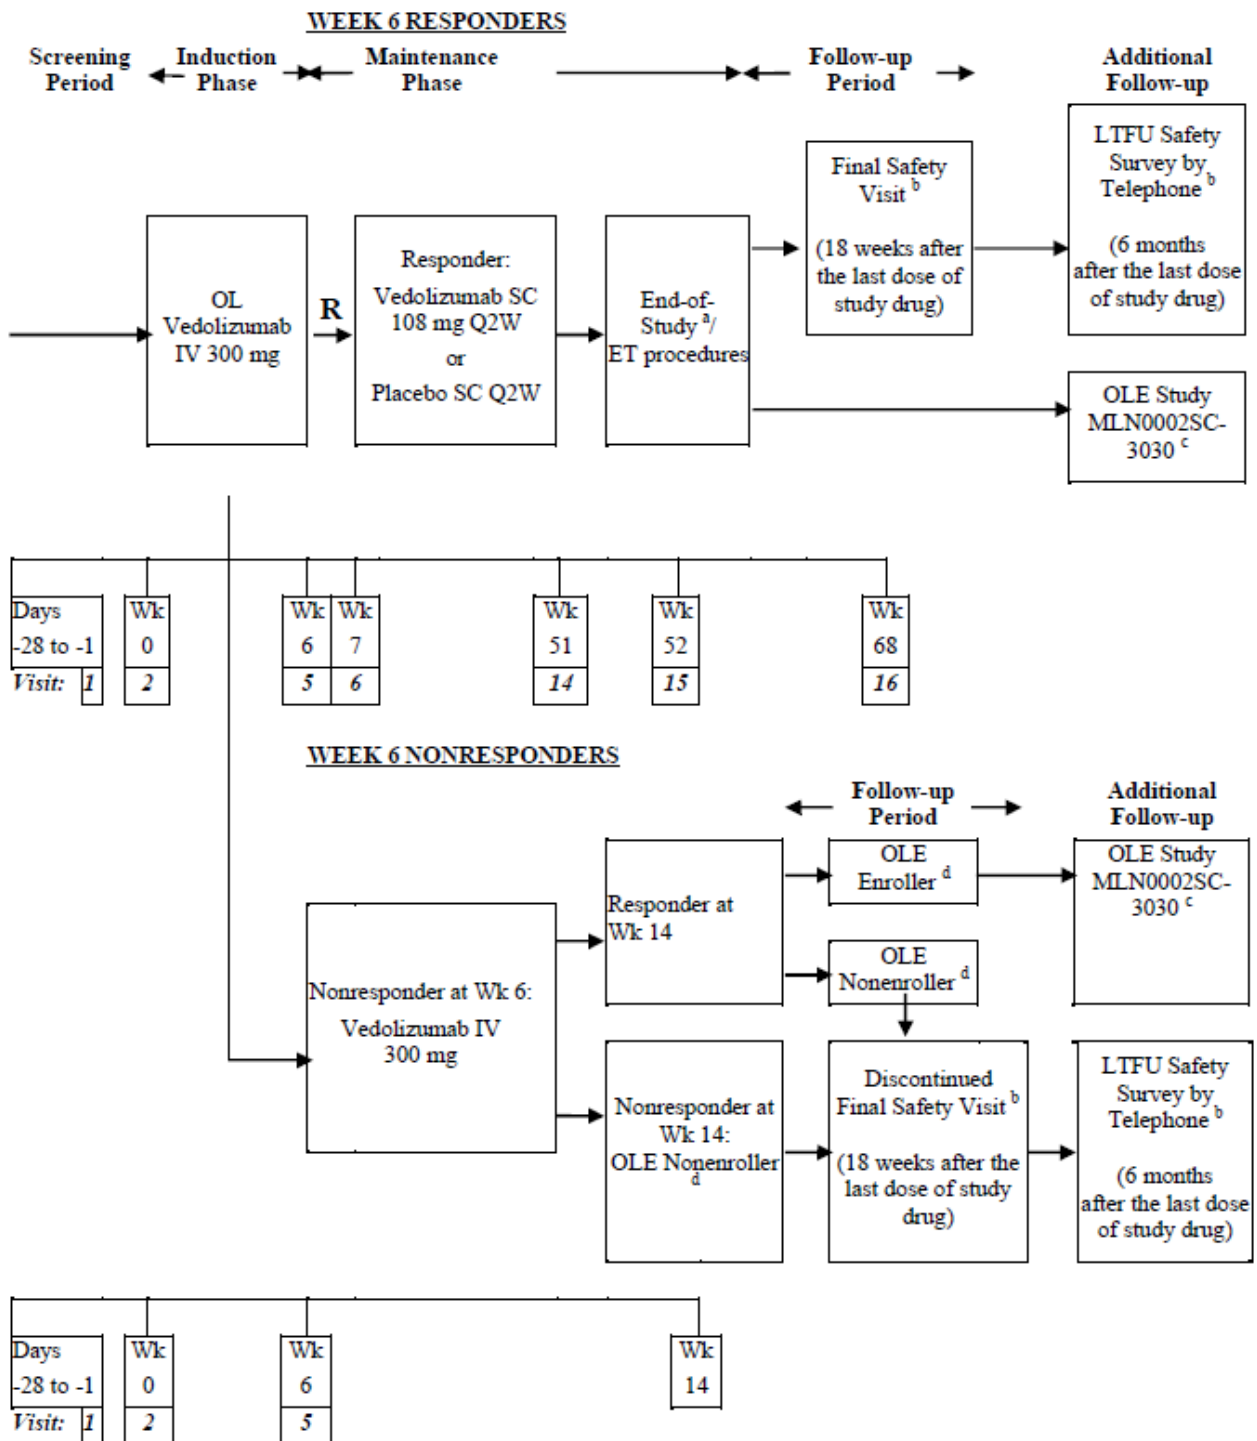 WEEK 6 RESPONDERS
Screening
Period
Induction
Phase
Maintenance
Phase
Follow-up
Period
Additional
Follow-up
OL
Vedolizumab
IV 300 mg
R
Responder:
Vedolizumab SC
108 mg Q2W
or
Placebo SC Q2W
End-of-
Study a/
ET procedures
Final Safety
Visit b
(18 weeks after
the last dose of
study drug)
LTFU Safety
Survey by
Telephone b
(6 months
after the last dose
of study drug)
OLE Study
MLN0002SC-
3030 c
Days
-28 to -1
Visit: 1
Wk
0
2
Wk
6
5
Wk
7
6
Wk
51
14
Wk
52
15
Wk
68
16
WEEK 6 NONRESPONDERS
Follow-up
Period
Additional
Follow-up
Nonresponder at Wk 6:
Vedolizumab IV
300 mg
Responder at
Wk 14
OLE
Enroller d
OLE Study
MLN0002SC-
3030 c
OLE
Nonenroller d
Nonresponder at
Wk 14:
OLE Nonenroller
d
Discontinued
Final Safety Visit b
(18 weeks after the
last dose of study
drug)
LTFU Safety
Survey by
Telephone b
(6 months
after the last dose
of study drug)
Days
-28 to -1
Visit: 1
Wk
0
2
Wk
6
5
Wk
14